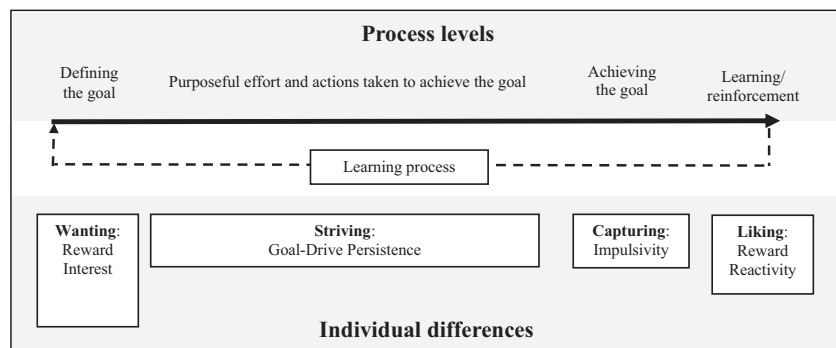 Process levels
Defining
the goal
Purposeful effort and actions taken to achieve the goal
Achieving
the goal
Learning/
reinforcement
Learning process
Wanting:
Reward
Interest
Striving:
Goal-Drive Persistence
Capturing:
Impulsivity
Liking:
Reward
Reactivity
Individual differences